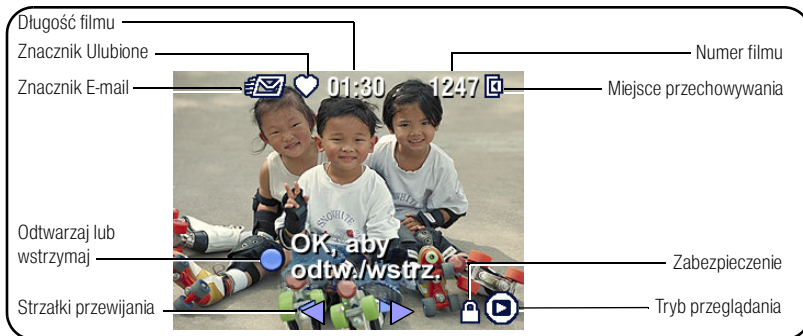 Długość filmu
Znacznik Ulubione
Numer filmu
Znacznik E-mail
01:30 1247
Miejsce przechowywania
SNOWHITE
Odtwarzaj lub
wstrzymaj
OK, aby
odtw./wstrz.
Zabezpieczenie
Strzałki przewijania
Tryb przeglądania